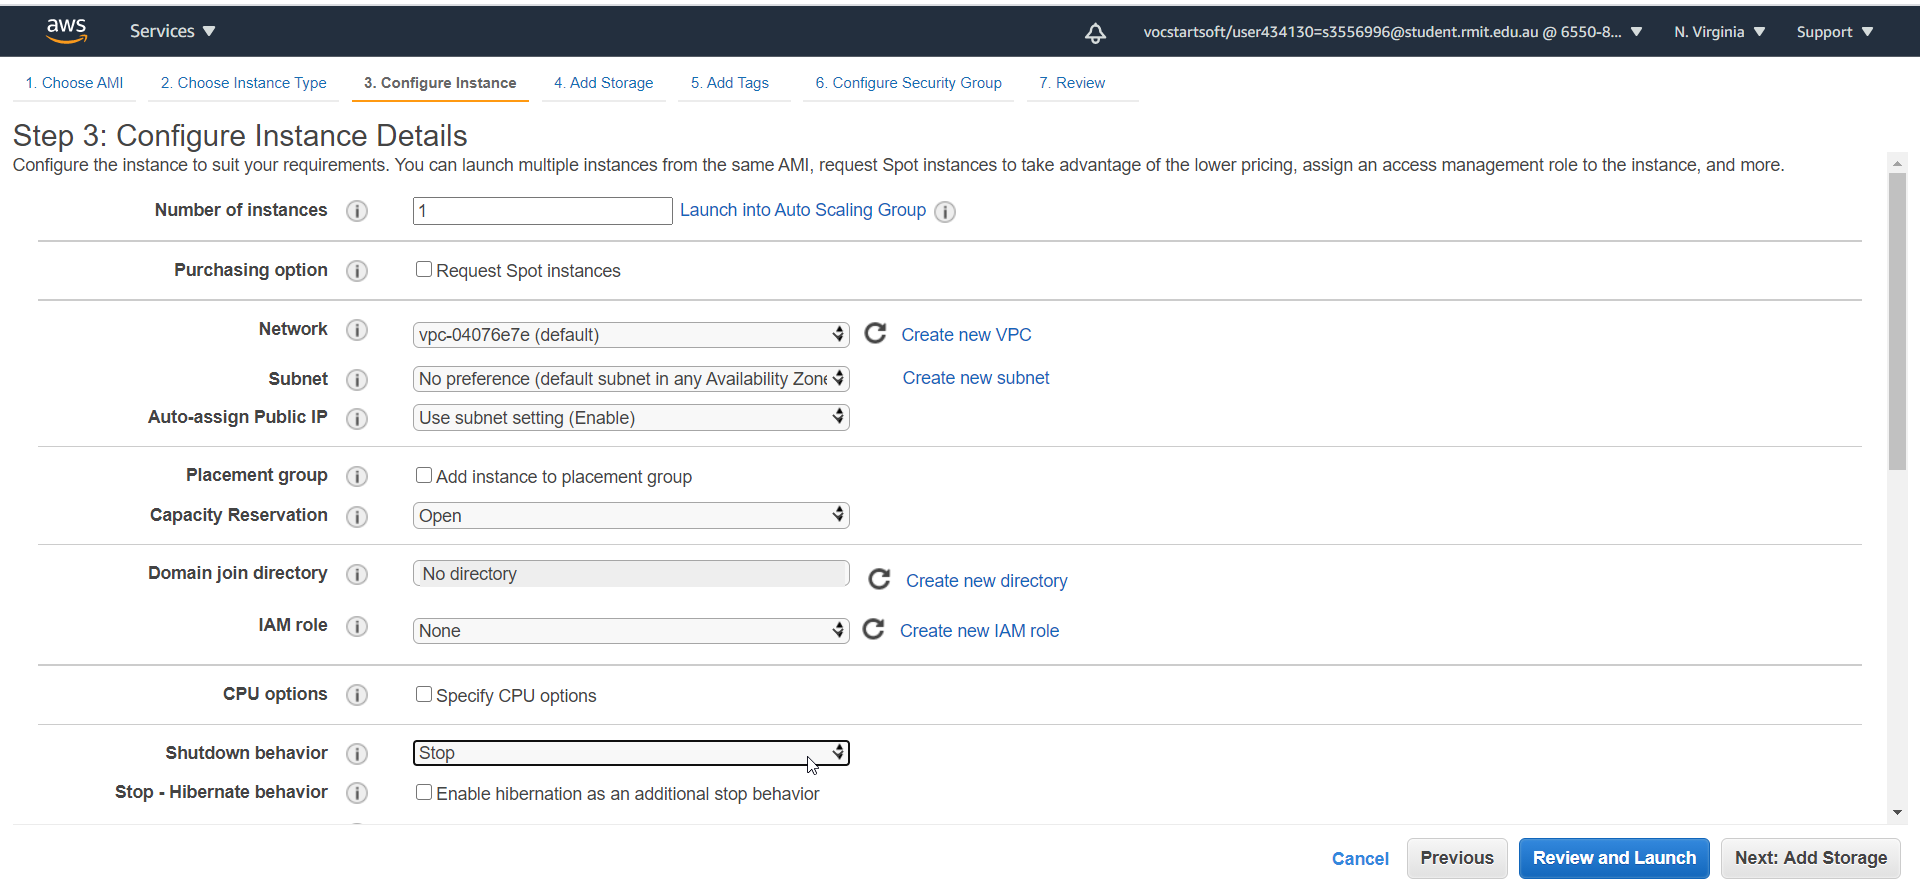 aws Services vocstartsoft/user434130=s3556996@student.rmit.edu.au @ 6550-8... N. Virginia Support
1. Choose AMI 2. Choose Instance Type 3. Configure Instance 4. Add Storage 5. Add Tags 6. Configure Security Group 7. Review
Step 3: Configure Instance Details
Configure the instance to suit your requirements. You can launch multiple instances from the same AMI, request Spot instances to take advantage of the lower pricing, assign an access management role to the instance, and more.
Number of instances 1 Launch into Auto Scaling Group
Purchasing option Request Spot instances
Network vpc-04076e7e (default) Create new VPC
Subnet No preference (default subnet in any Availability Zone Create new subnet
Auto-assign Public IP Use subnet setting (Enable)
Placement group Add instance to placement group
Capacity Reservation Open
Domain join directory No directory Create new directory
IAM role None Create new IAM role
CPU options Specify CPU options
Shutdown behavior Stop
Stop - Hibernate behavior Enable hibernation as an additional stop behavior
Cancel Previous Review and Launch Next: Add Storage